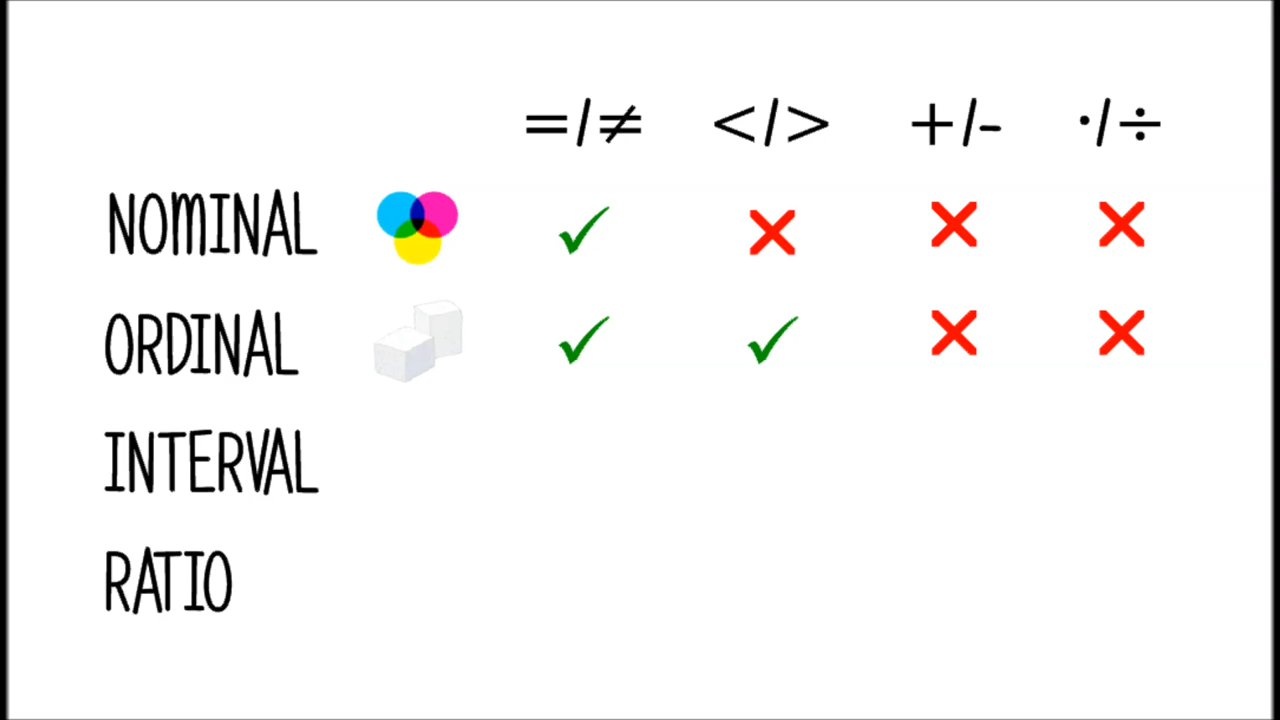 =/≠ </> +/- ·/÷
NOMINAL ✓ ✗ ✗ ✗
ORDINAL ✓ ✓ ✗ ✗
INTERVAL
RATIO